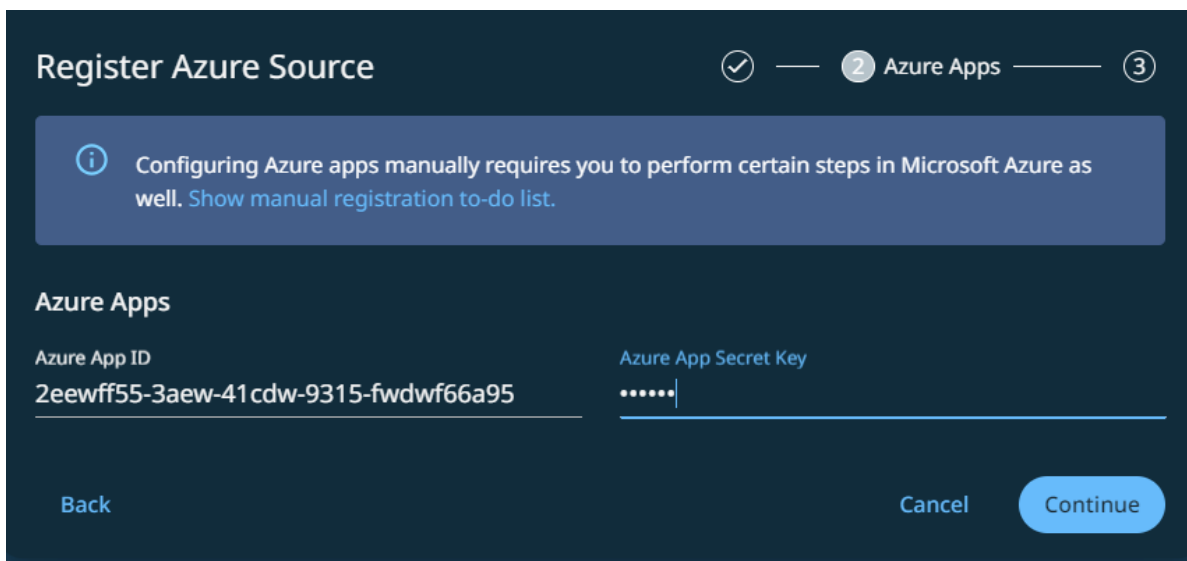 Register Azure Source
2 Azure Apps 3
Configuring Azure apps manually requires you to perform certain steps in Microsoft Azure as
well. Show manual registration to-do list.
Azure Apps
Azure App ID
2eewff55-3aew-41cdw-9315-fwdwf66a95
Azure App Secret Key
••••••
Back
Cancel
Continue